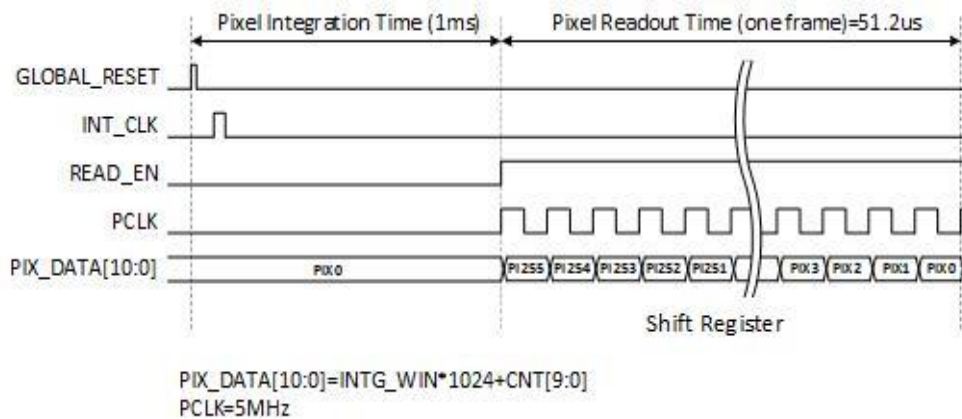 Pixel Integration Time (1ms) Pixel Readout Time (one frame)=51.2us
GLOBAL_RESET
INT_CLK
READ_EN
PCLK
PIX_DATA[10:0] PIX0 PI255 PI254 PI253 PI252 PI251 PIX3 PIX2 PIX1 PIX0
Shift Register
PIX_DATA[10:0]=INTG_WIN*1024+CNT[9:0]
PCLK=5MHz